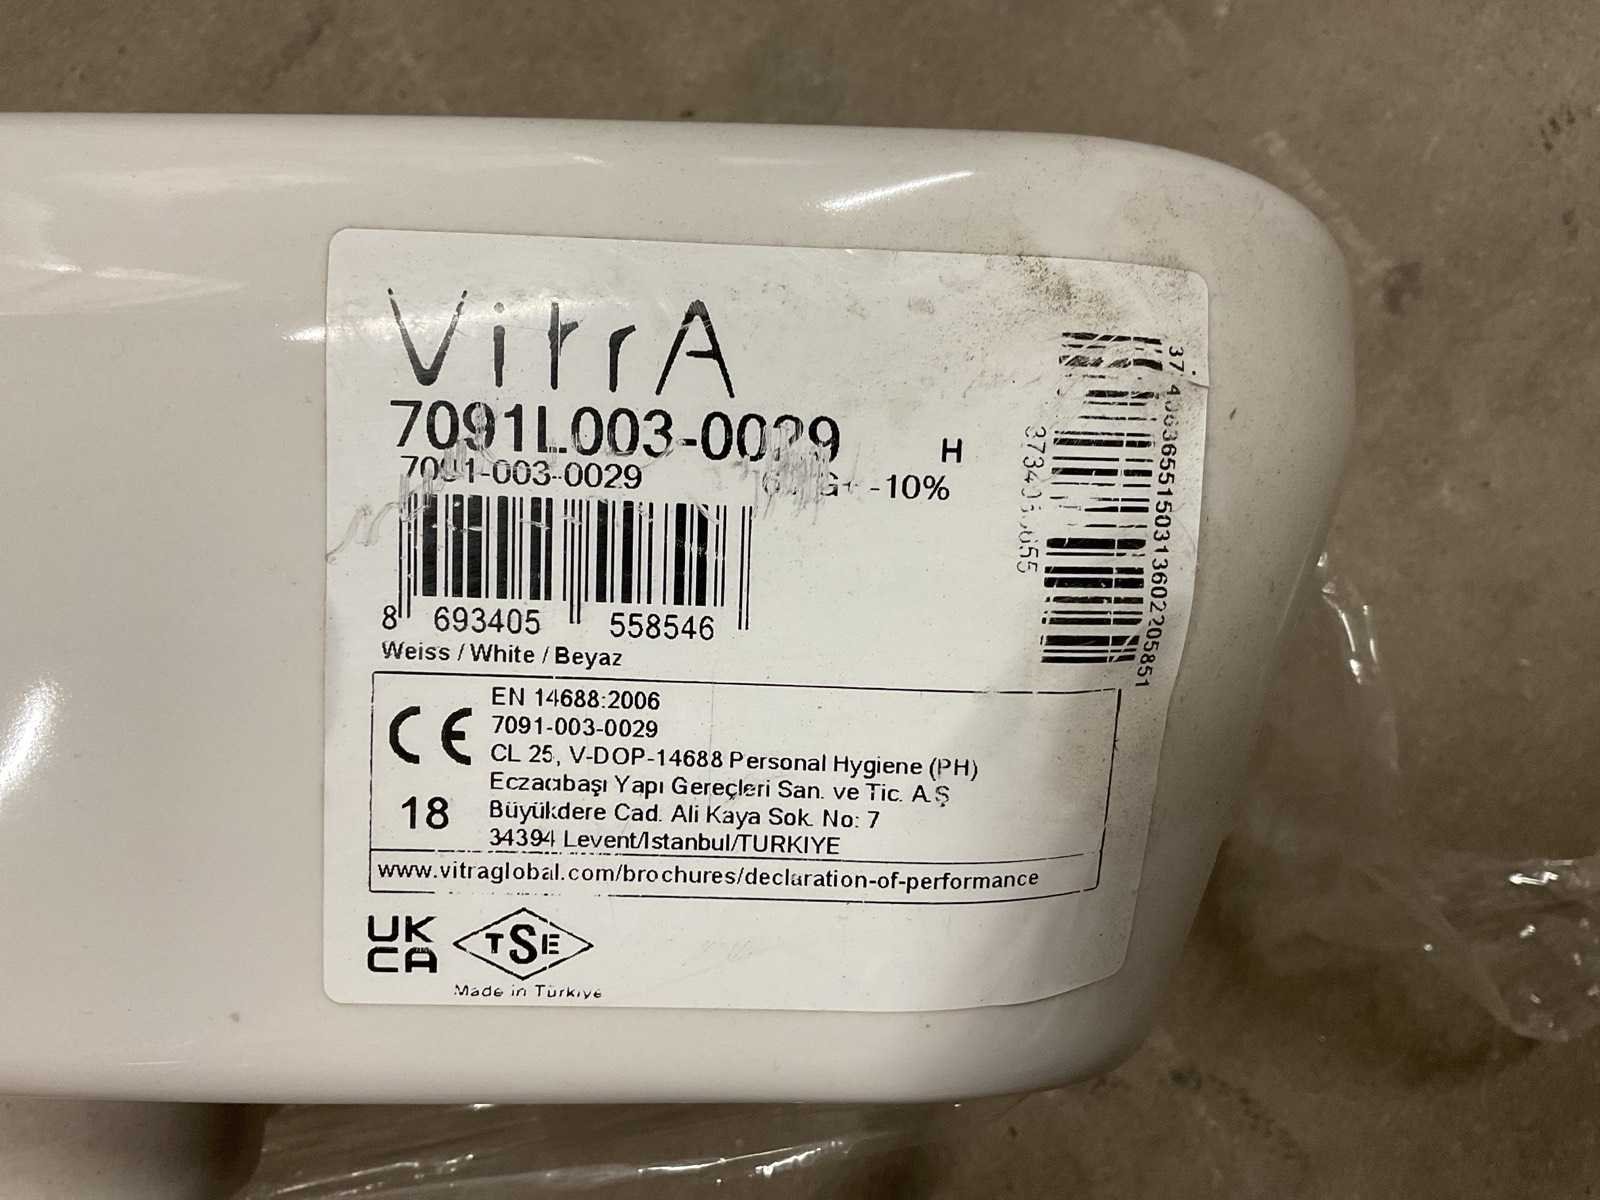 VitrA
7091L003-0029
H
7091-003-0029
-10%
8 693405 558546
Weiss / White / Beyaz
CE
18
EN 14688:2006
7091-003-0029
CL 25, V-DOP-14688 Personal Hygiene (PH)
Eczacıbaşı Yapı Gereçleri San. ve Tic. A.Ş
Büyükdere Cad. Ali Kaya Sok. No: 7
34394 Levent/Istanbul/TURKIYE
www.vitraglobal.com/brochures/declaration-of-performance
UK
CA
TSE
Made in Türkiye